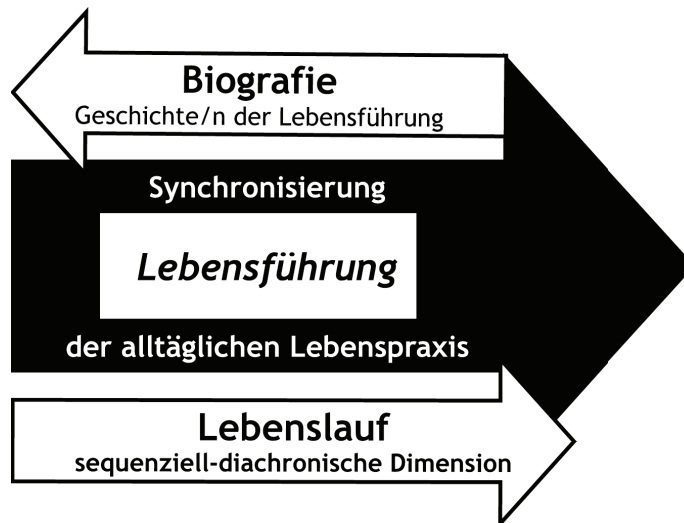 Biografie
Geschichte/n der Lebensführung
Synchronisierung
Lebensführung
der alltäglichen Lebenspraxis
Lebenslauf
sequenziell-diachronische Dimension